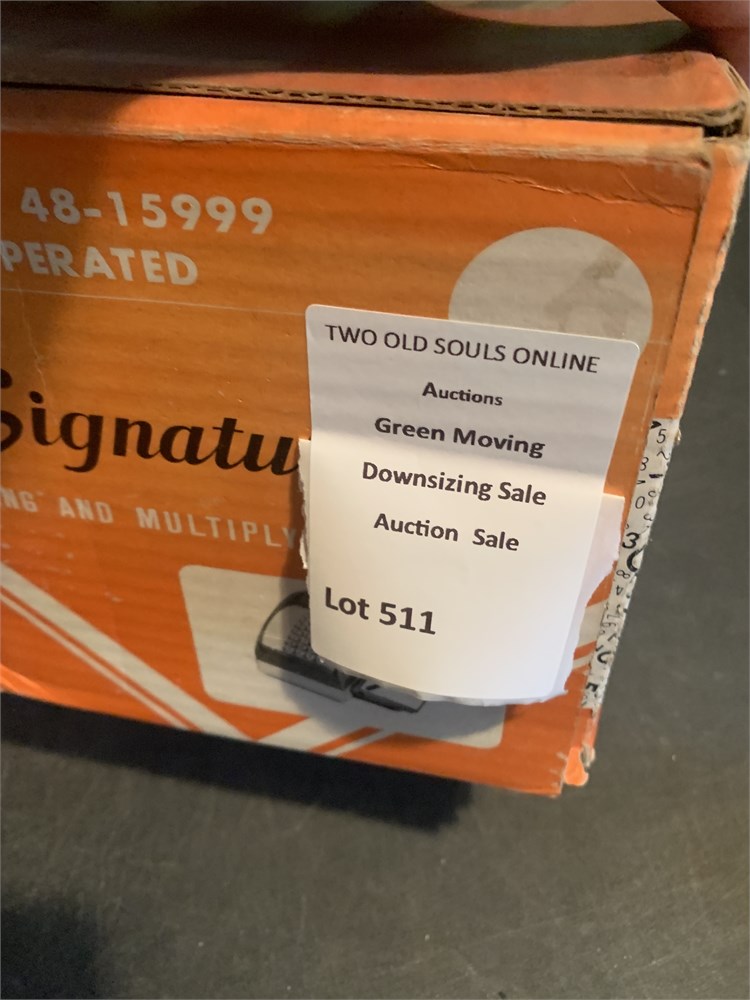 48-15999
PERATED
Signatu
NG AND MULTIPLY
TWO OLD SOULS ONLINE
Auctions
Green Moving
Downsizing Sale
Auction Sale
Lot 511